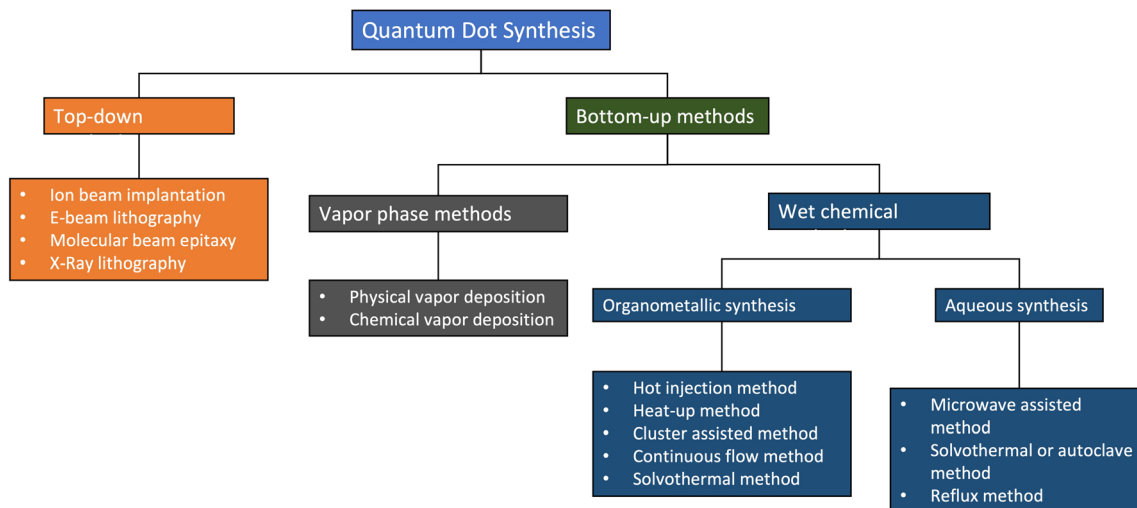 Quantum Dot Synthesis
Top-down
Bottom-up methods
• Ion beam implantation
• E-beam lithography
• Molecular beam epitaxy
• X-Ray lithography
Vapor phase methods
Wet chemical
• Physical vapor deposition
• Chemical vapor deposition
Organometallic synthesis
Aqueous synthesis
• Hot injection method
• Heat-up method
• Cluster assisted method
• Continuous flow method
• Solvothermal method
• Microwave assisted
method
• Solvothermal or autoclave
method
• Reflux method